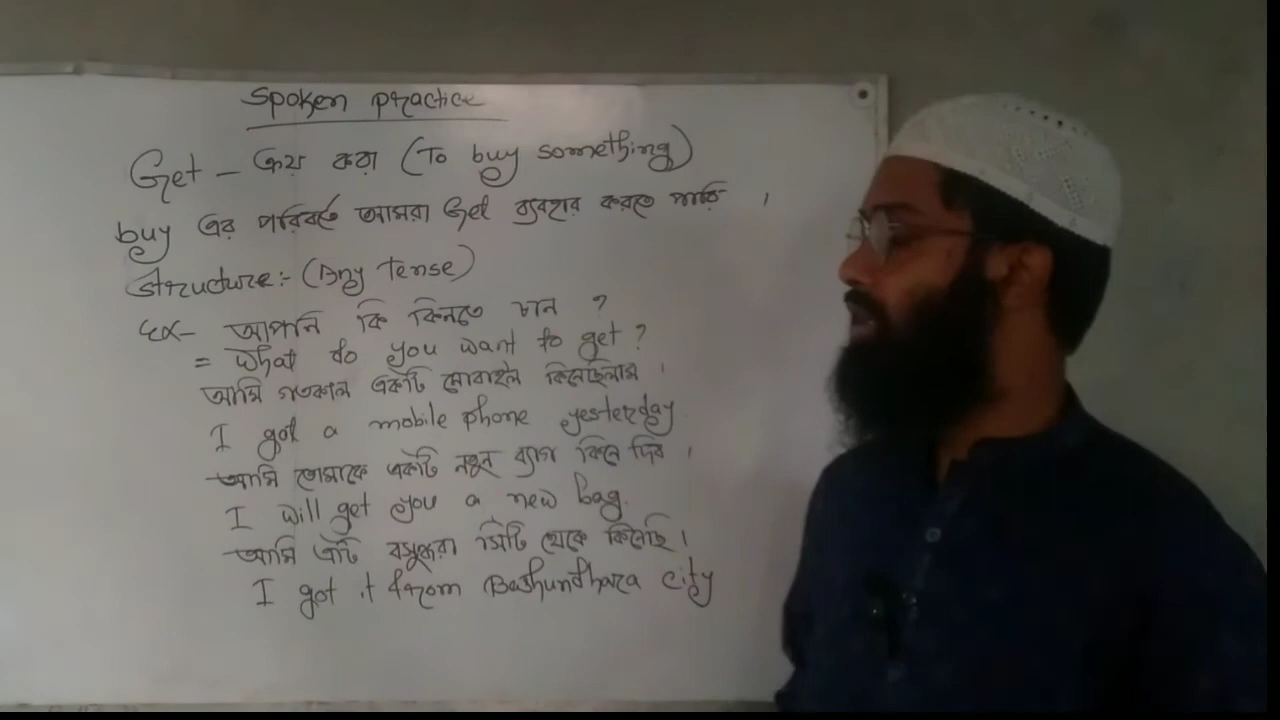 Spoken practice
Get – ক্রয় করা (To buy something)
buy এর পরিবর্তে আমরা Get ব্যবহার করতে পারি ।
Structure:- (Any Tense)
Ex- আপনি কি কিনতে চান ?
= What do you want to get ?
আমি গতকাল একটি মোবাইল কিনেছিলাম ।
I got a mobile phone yesterday.
আমি তোমাকে একটি নতুন ব্যাগ কিনে দিব ।
I will get you a new bag.
আমি এটি বসুন্ধরা সিটি থেকে কিনেছি ।
I got it from Bashundhara city